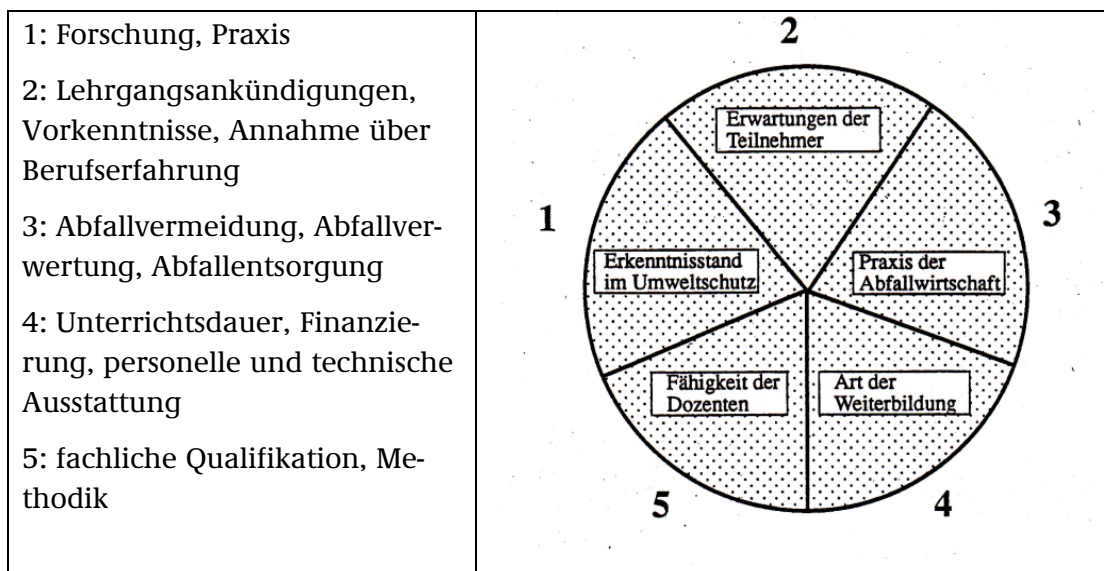 1: Forschung, Praxis
2: Lehrgangsankündigungen,
Vorkenntnisse, Annahme über
Berufserfahrung
3: Abfallvermeidung, Abfallver-
wertung, Abfallentsorgung
4: Unterrichtsdauer, Finanzie-
rung, personelle und technische
Ausstattung
5: fachliche Qualifikation, Me-
thodik
2
Erwartungen der
Teilnehmer
1
3
Erkenntnisstand
im Umweltschutz
Praxis der
Abfallwirtschaft
Fähigkeit der
Dozenten
Art der
Weiterbildung
5
4